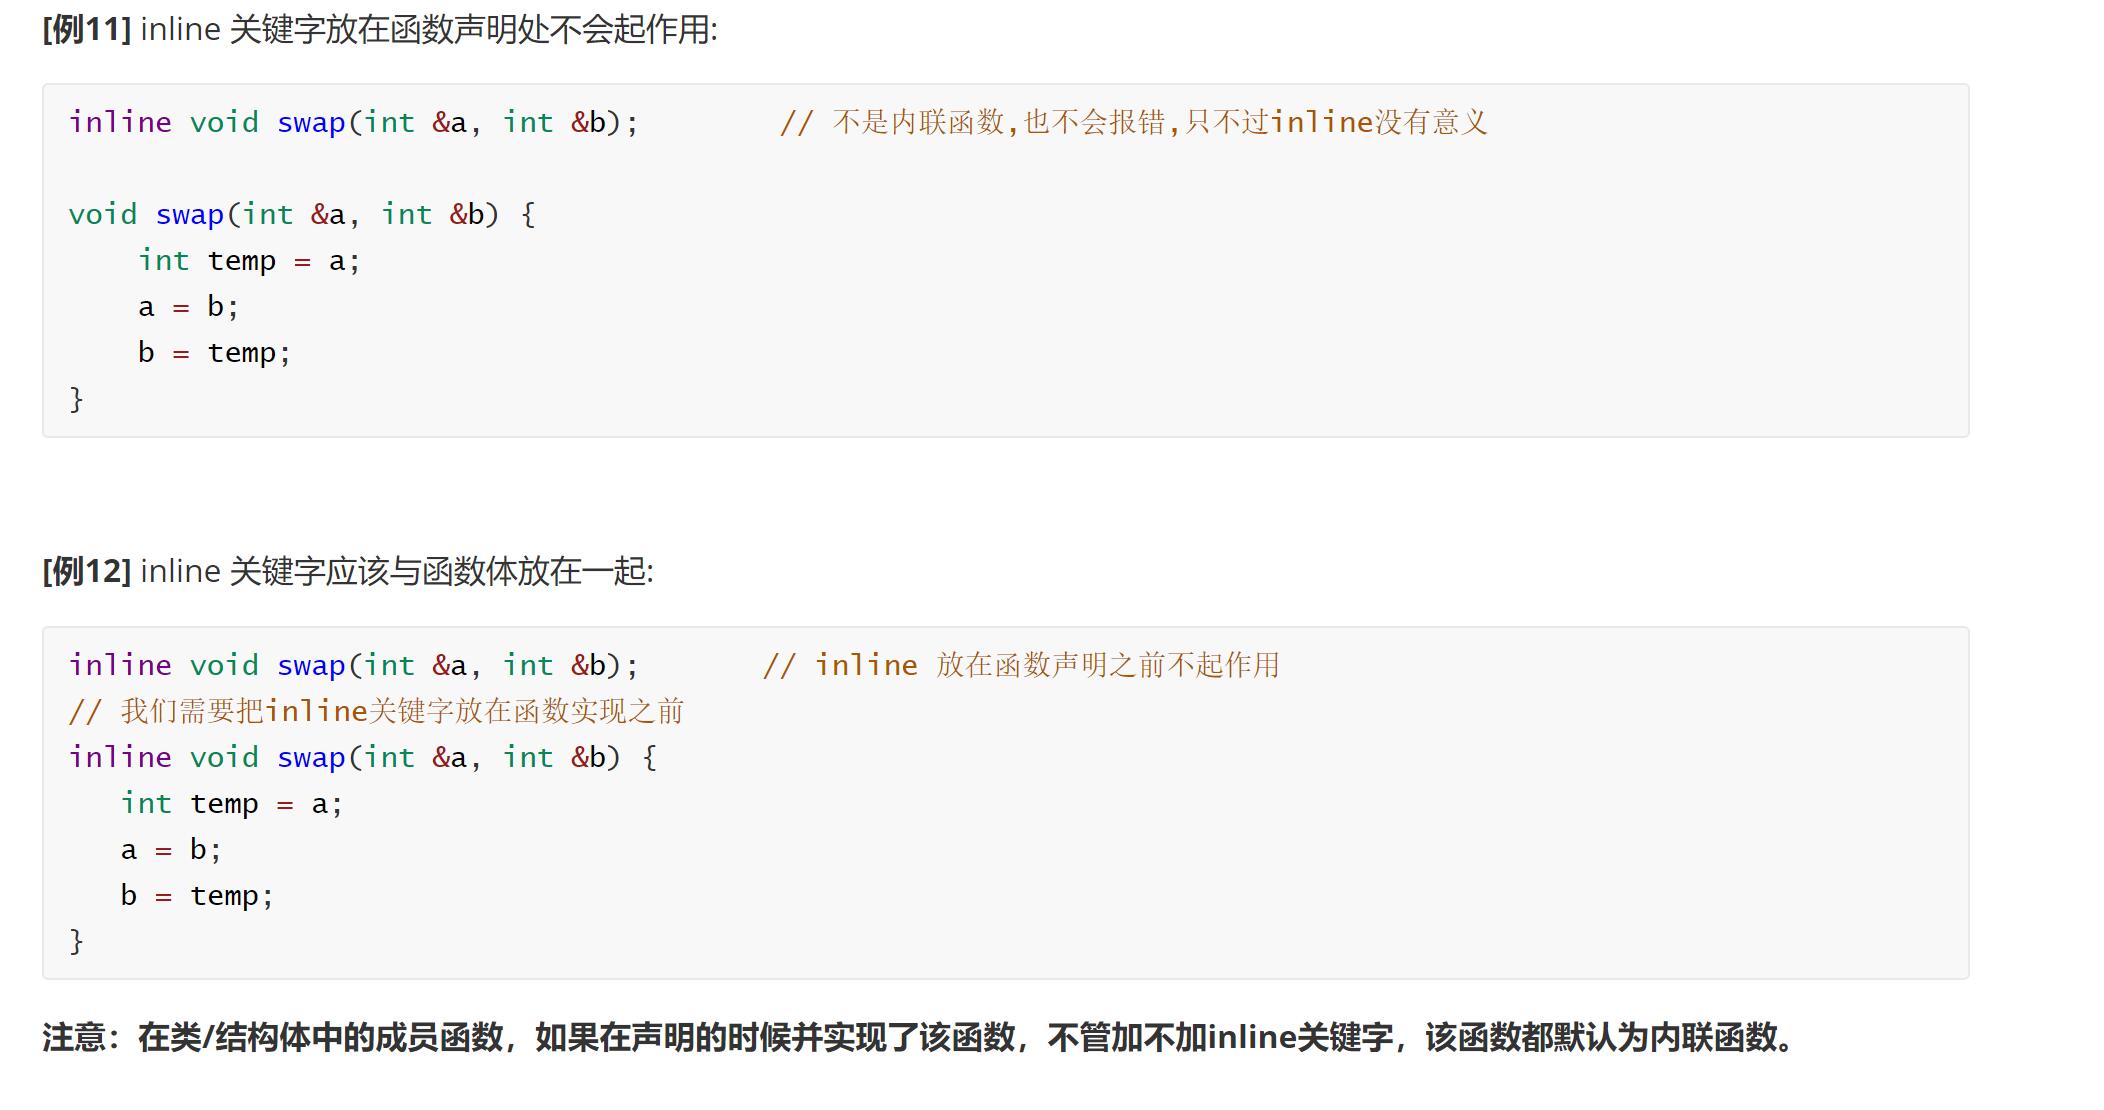 [例11] inline 关键字放在函数声明处不会起作用:
inline void swap(int &a, int &b);        // 不是内联函数,也不会报错,只不过inline没有意义
void swap(int &a, int &b) {
    int temp = a;
    a = b;
    b = temp;
}
[例12] inline 关键字应该与函数体放在一起:
inline void swap(int &a, int &b);       // inline 放在函数声明之前不起作用
// 我们需要把inline关键字放在函数实现之前
inline void swap(int &a, int &b) {
   int temp = a;
   a = b;
   b = temp;
}
注意：在类/结构体中的成员函数，如果在声明的时候并实现了该函数，不管加不加inline关键字，该函数都默认为内联函数。